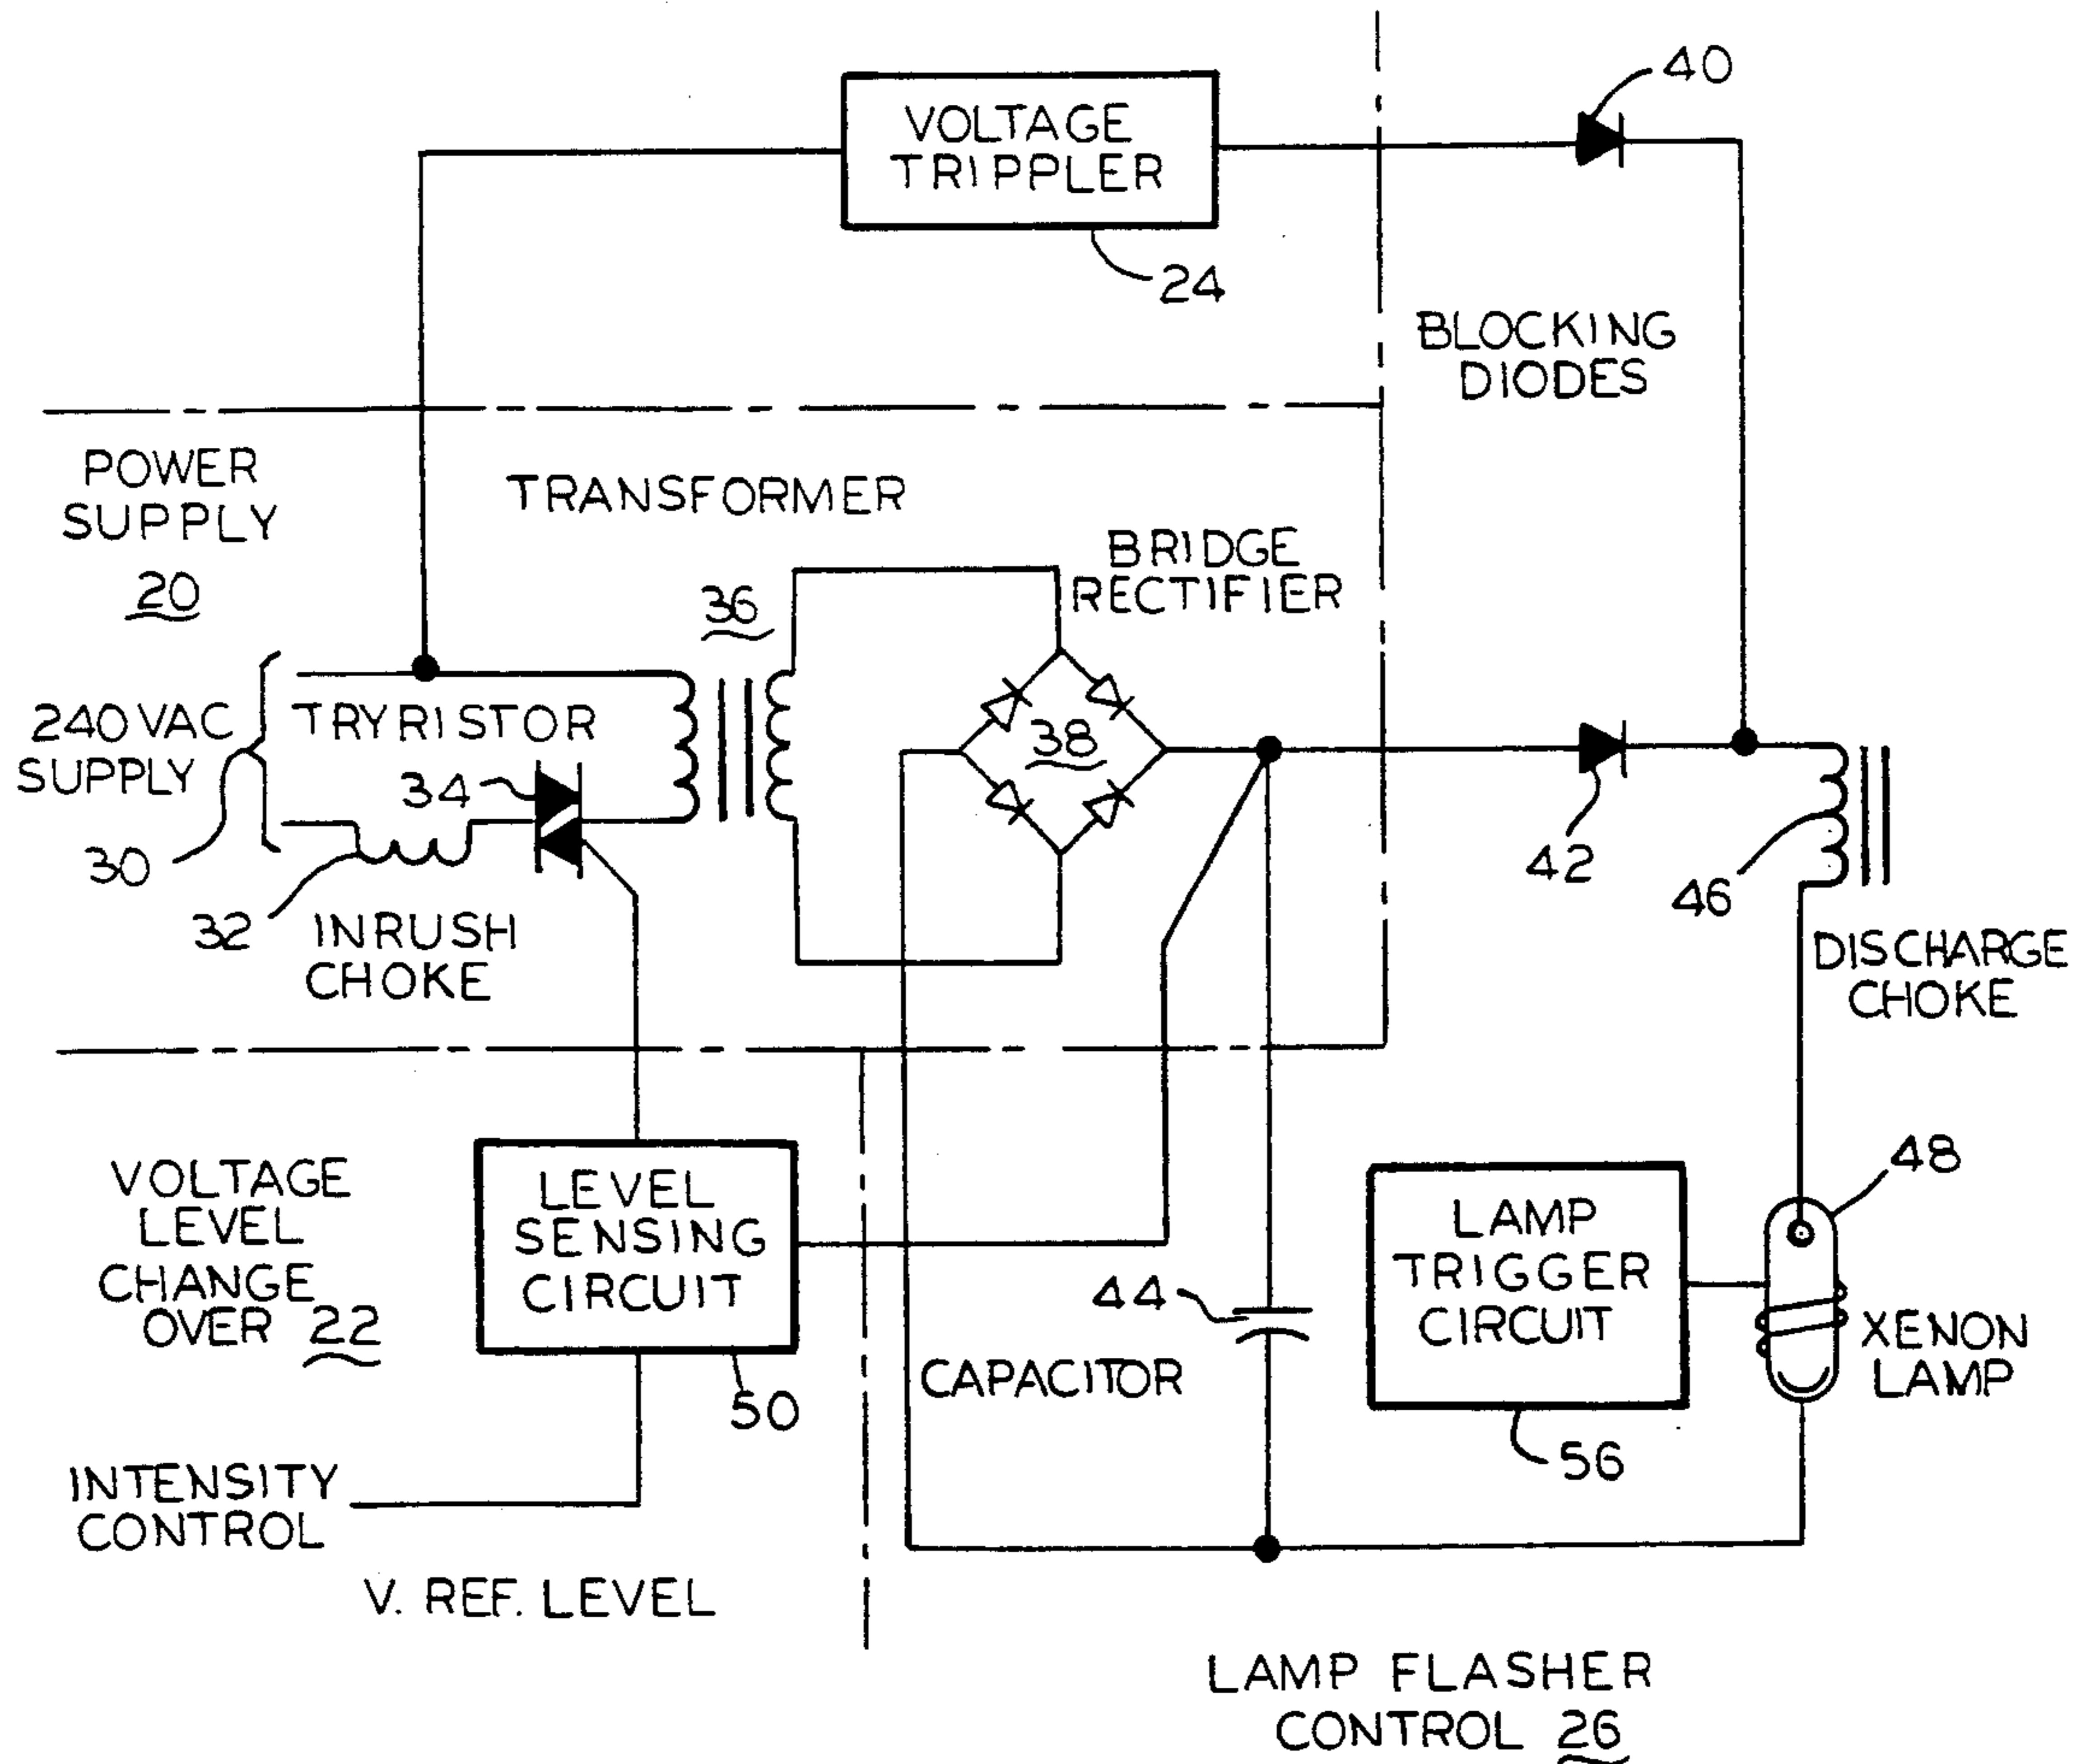 40
VOLTAGE
TRIPPLER
24
BLOCKING
DIODES
POWER
SUPPLY
20
TRANSFORMER
BRIDGE
RECTIFIER
36
240 VAC
SUPPLY
TRYRISTOR
34
38
30
32
INRUSH
CHOKE
42
46
DISCHARGE
CHOKE
VOLTAGE
LEVEL
CHANGE
OVER 22
LEVEL
SENSING
CIRCUIT
50
44
CAPACITOR
LAMP
TRIGGER
CIRCUIT
56
48
XENON
LAMP
INTENSITY
CONTROL
V. REF. LEVEL
LAMP FLASHER
CONTROL 26